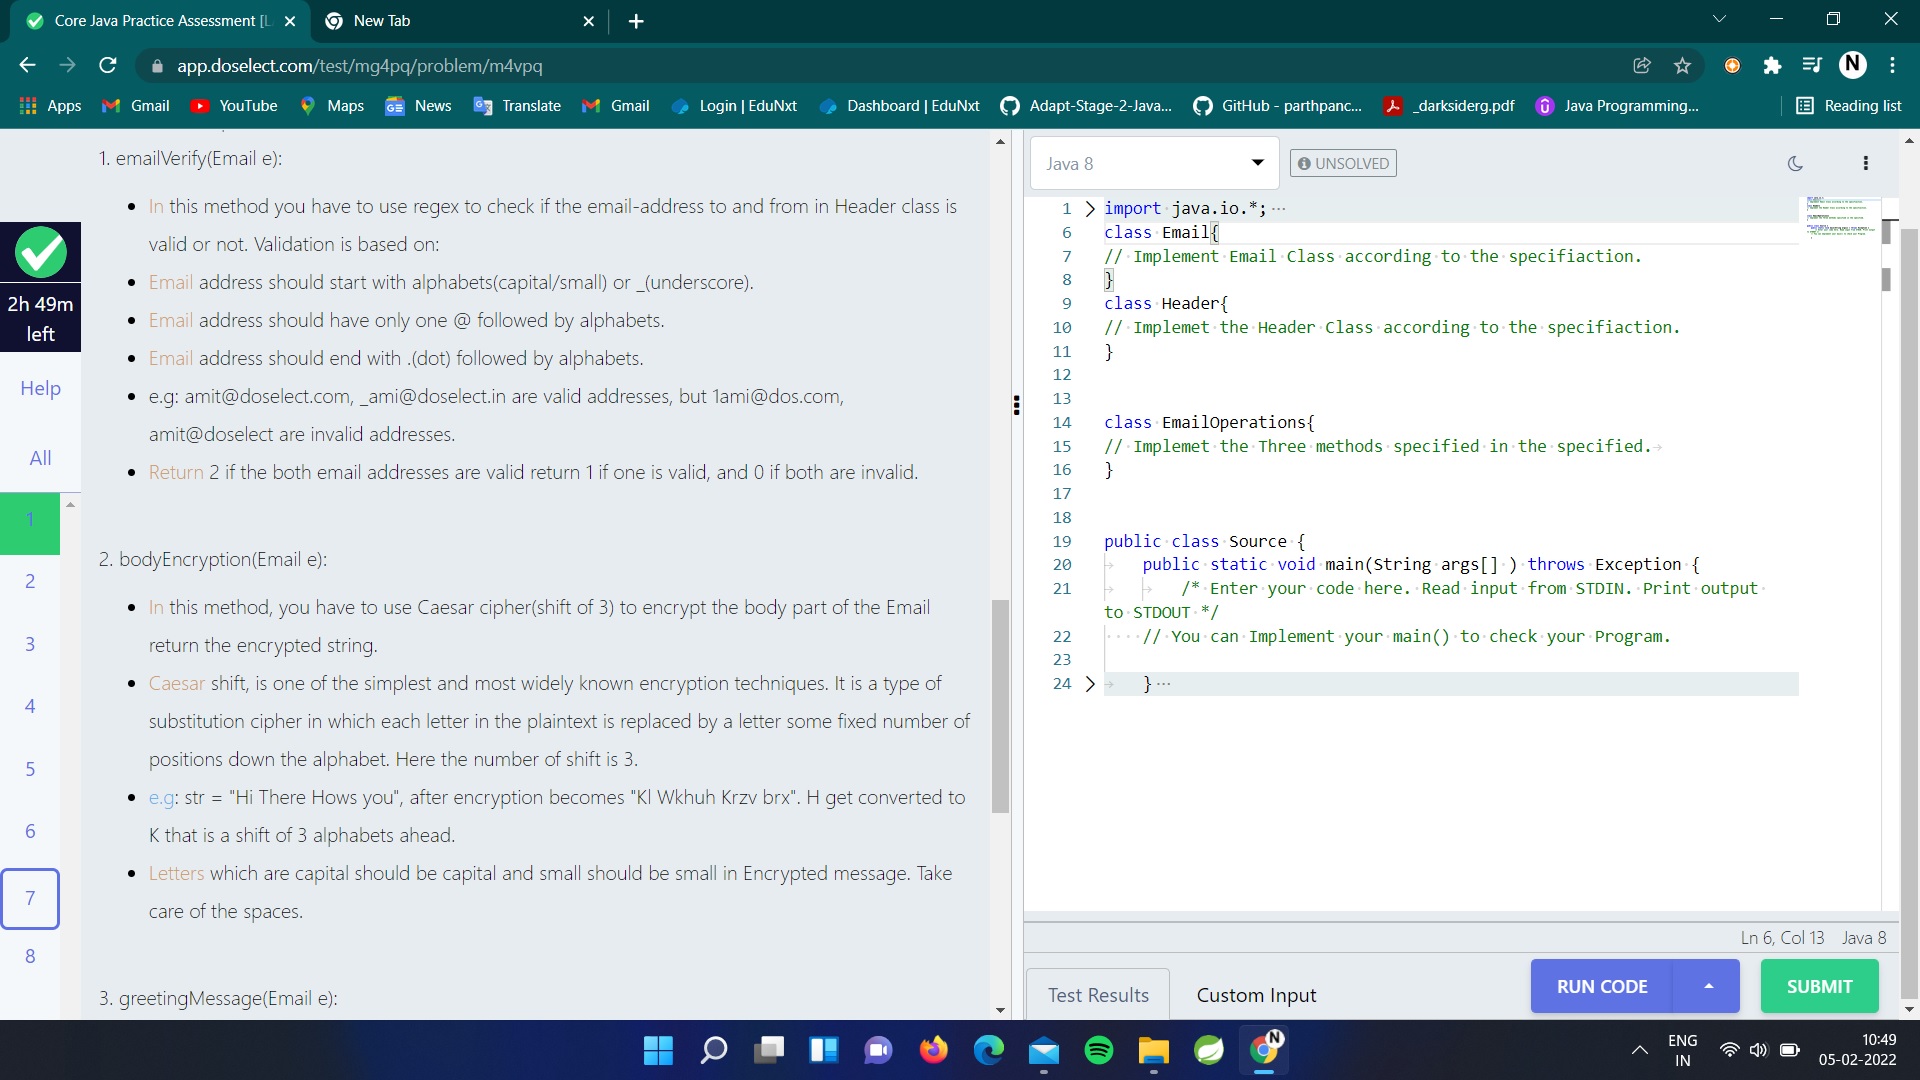 Core Java Practice Assessment [L
New Tab
app.doselect.com/test/mg4pq/problem/m4vpq
N
Apps
Gmail
YouTube
Maps
News
Translate
Gmail
Login | EduNxt
Dashboard | EduNxt
Adapt-Stage-2-Java...
GitHub - parthpanc...
_darksiderg.pdf
Java Programming...
Reading list
2h 49m
left
Help
All
1
2
3
4
5
6
7
8
1. emailVerify(Email e):
In this method you have to use regex to check if the email-address to and from in Header class is
valid or not. Validation is based on:
Email address should start with alphabets(capital/small) or _(underscore).
Email address should have only one @ followed by alphabets.
Email address should end with .(dot) followed by alphabets.
e.g: amit@doselect.com, _ami@doselect.in are valid addresses, but 1ami@dos.com,
amit@doselect are invalid addresses.
Return 2 if the both email addresses are valid return 1 if one is valid, and 0 if both are invalid.
2. bodyEncryption(Email e):
In this method, you have to use Caesar cipher(shift of 3) to encrypt the body part of the Email
return the encrypted string.
Caesar shift, is one of the simplest and most widely known encryption techniques. It is a type of
substitution cipher in which each letter in the plaintext is replaced by a letter some fixed number of
positions down the alphabet. Here the number of shift is 3.
e.g: str = "Hi There Hows you", after encryption becomes "Kl Wkhuh Krzv brx". H get converted to
K that is a shift of 3 alphabets ahead.
Letters which are capital should be capital and small should be small in Encrypted message. Take
care of the spaces.
3. greetingMessage(Email e):
Java 8
UNSOLVED
1 import java.io.*; ...
6 class Email{
7 // Implement Email Class according to the specifiaction.
8 }
9 class Header{
10 // Implemet the Header Class according to the specifiaction.
11 }
12
13
14 class EmailOperations{
15 // Implemet the Three methods specified in the specified.
16 }
17
18
19 public class Source {
20 public static void main(String args[] ) throws Exception {
21 /* Enter your code here. Read input from STDIN. Print output
to STDOUT */
22 // You can Implement your main() to check your Program.
23
24 } ...
Ln 6, Col 13 Java 8
Test Results
Custom Input
RUN CODE
SUBMIT
N
ENG
IN
10:49
05-02-2022